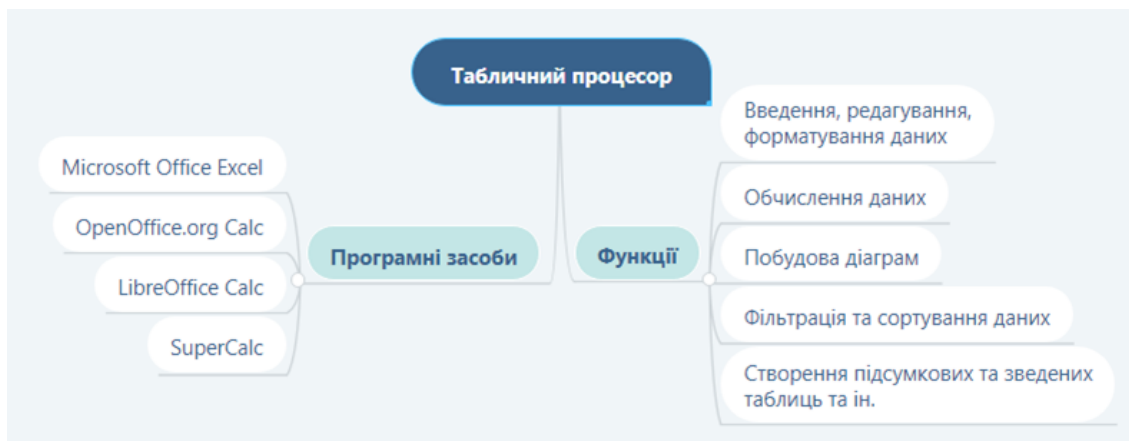 Табличний процесор
Microsoft Office Excel
OpenOffice.org Calc
LibreOffice Calc
SuperCalc
Програмні засоби
Функції
Введення, редагування,
форматування даних
Обчислення даних
Побудова діаграм
Фільтрація та сортування даних
Створення підсумкових та зведених
таблиць та ін.